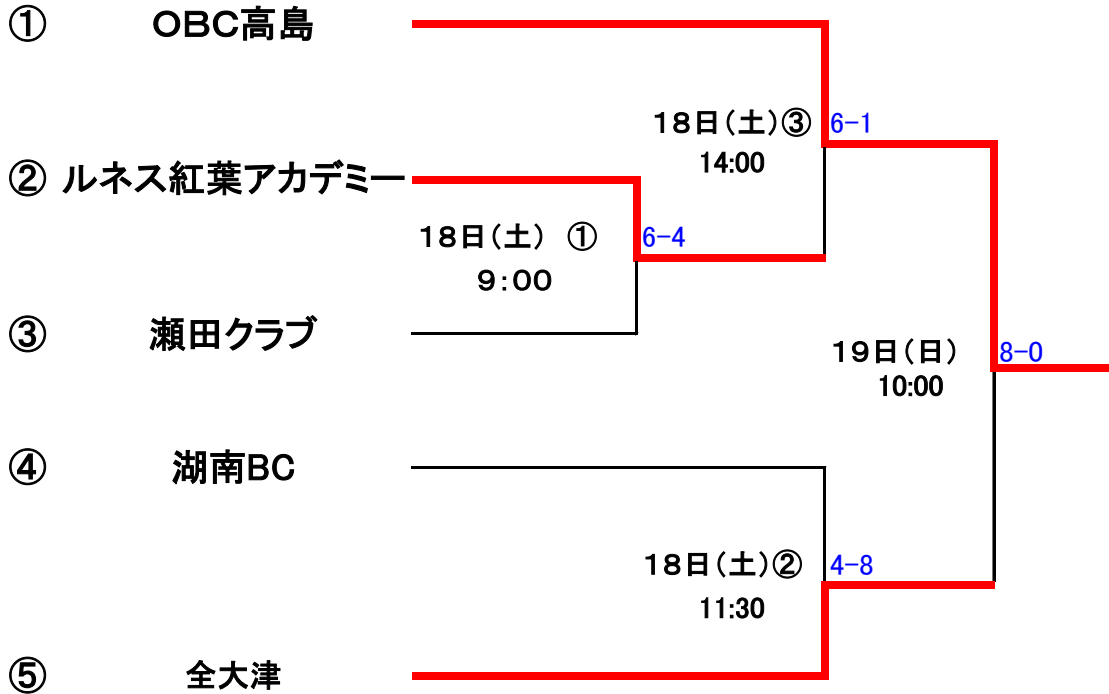 ① OBC高島
18日(土)③ 6-1
14:00
② ルネス紅葉アカデミー
18日(土) ① 6-4
9:00
③ 瀬田クラブ
19日(日) 8-0
10:00
④ 湖南BC
18日(土)② 4-8
11:30
⑤ 全大津